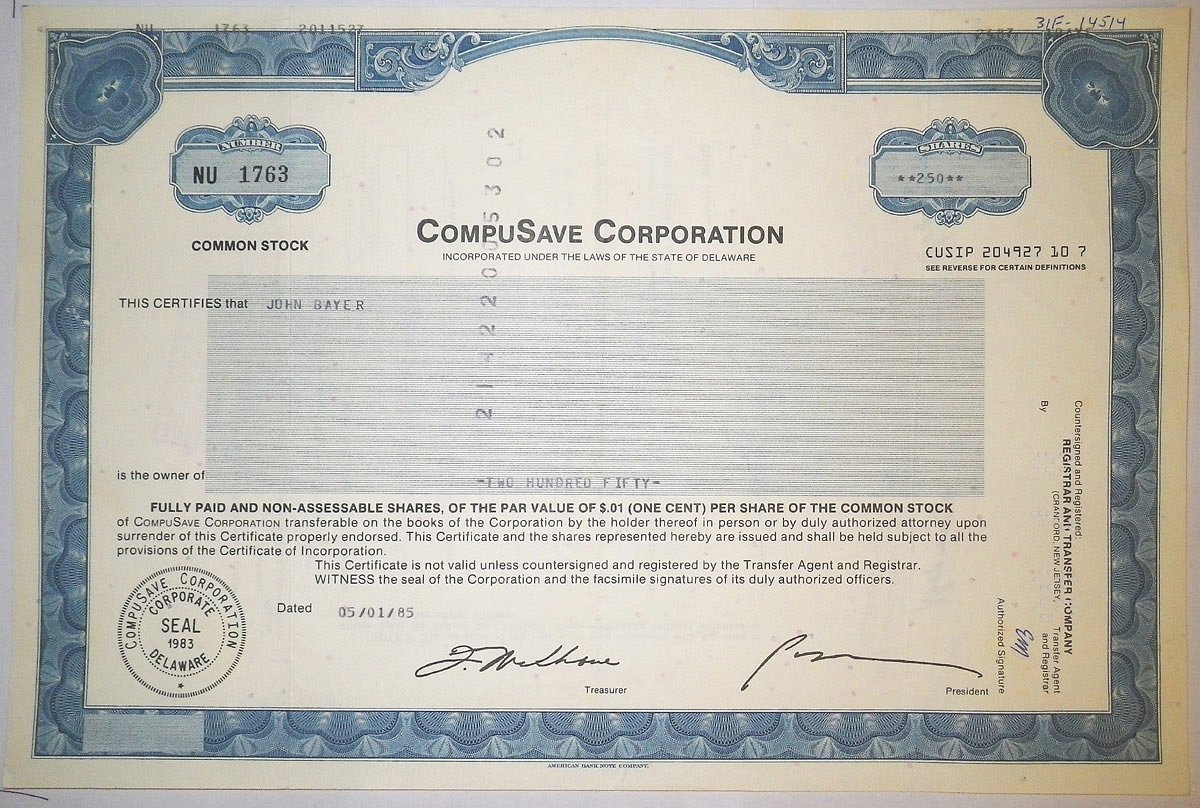 31F-14514
NU 1763 2011527
NUMBER
NU 1763
SHARES
**250**
COMMON STOCK
COMPUSAVE CORPORATION
INCORPORATED UNDER THE LAWS OF THE STATE OF DELAWARE
CUSIP 204927 10 7
SEE REVERSE FOR CERTAIN DEFINITIONS
THIS CERTIFIES that JOHN BAYER
is the owner of
-TWO HUNDRED FIFTY-
FULLY PAID AND NON-ASSESSABLE SHARES, OF THE PAR VALUE OF $.01 (ONE CENT) PER SHARE OF THE COMMON STOCK
of COMPUSAVE CORPORATION transferable on the books of the Corporation by the holder thereof in person or by duly authorized attorney upon
surrender of this Certificate properly endorsed. This Certificate and the shares represented hereby are issued and shall be held subject to all the
provisions of the Certificate of Incorporation.
This Certificate is not valid unless countersigned and registered by the Transfer Agent and Registrar.
WITNESS the seal of the Corporation and the facsimile signatures of its duly authorized officers.
Dated 05/01/85
COMPUSAVE CORPORATION
CORPORATE
SEAL
1983
DELAWARE
Treasurer
President
Countersigned and Registered:
REGISTRAR AND TRANSFER COMPANY
(CRANFORD, NEW JERSEY) Transfer Agent
and Registrar
By
Authorized Signature
AMERICAN BANK NOTE COMPANY.